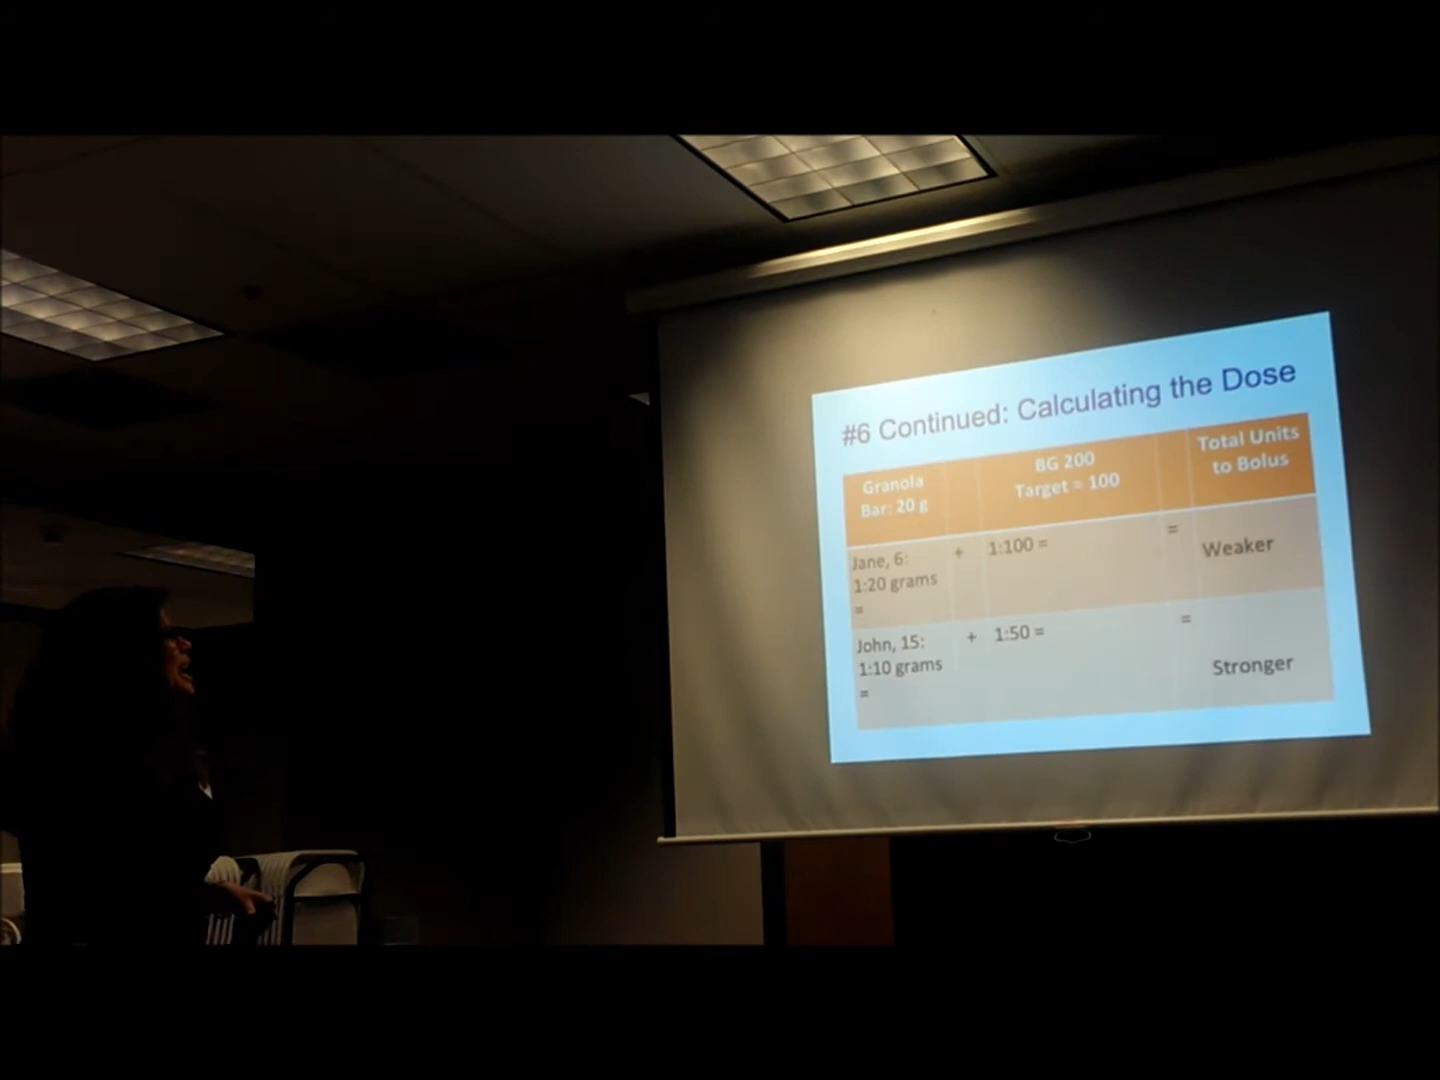 #6 Continued: Calculating the Dose
Granola
Bar: 20 g
BG 200
Target = 100
Total Units
to Bolus
Jane, 6:
1:20 grams
=
+
1:100 =
=
Weaker
John, 15:
1:10 grams
=
+
1:50 =
=
Stronger